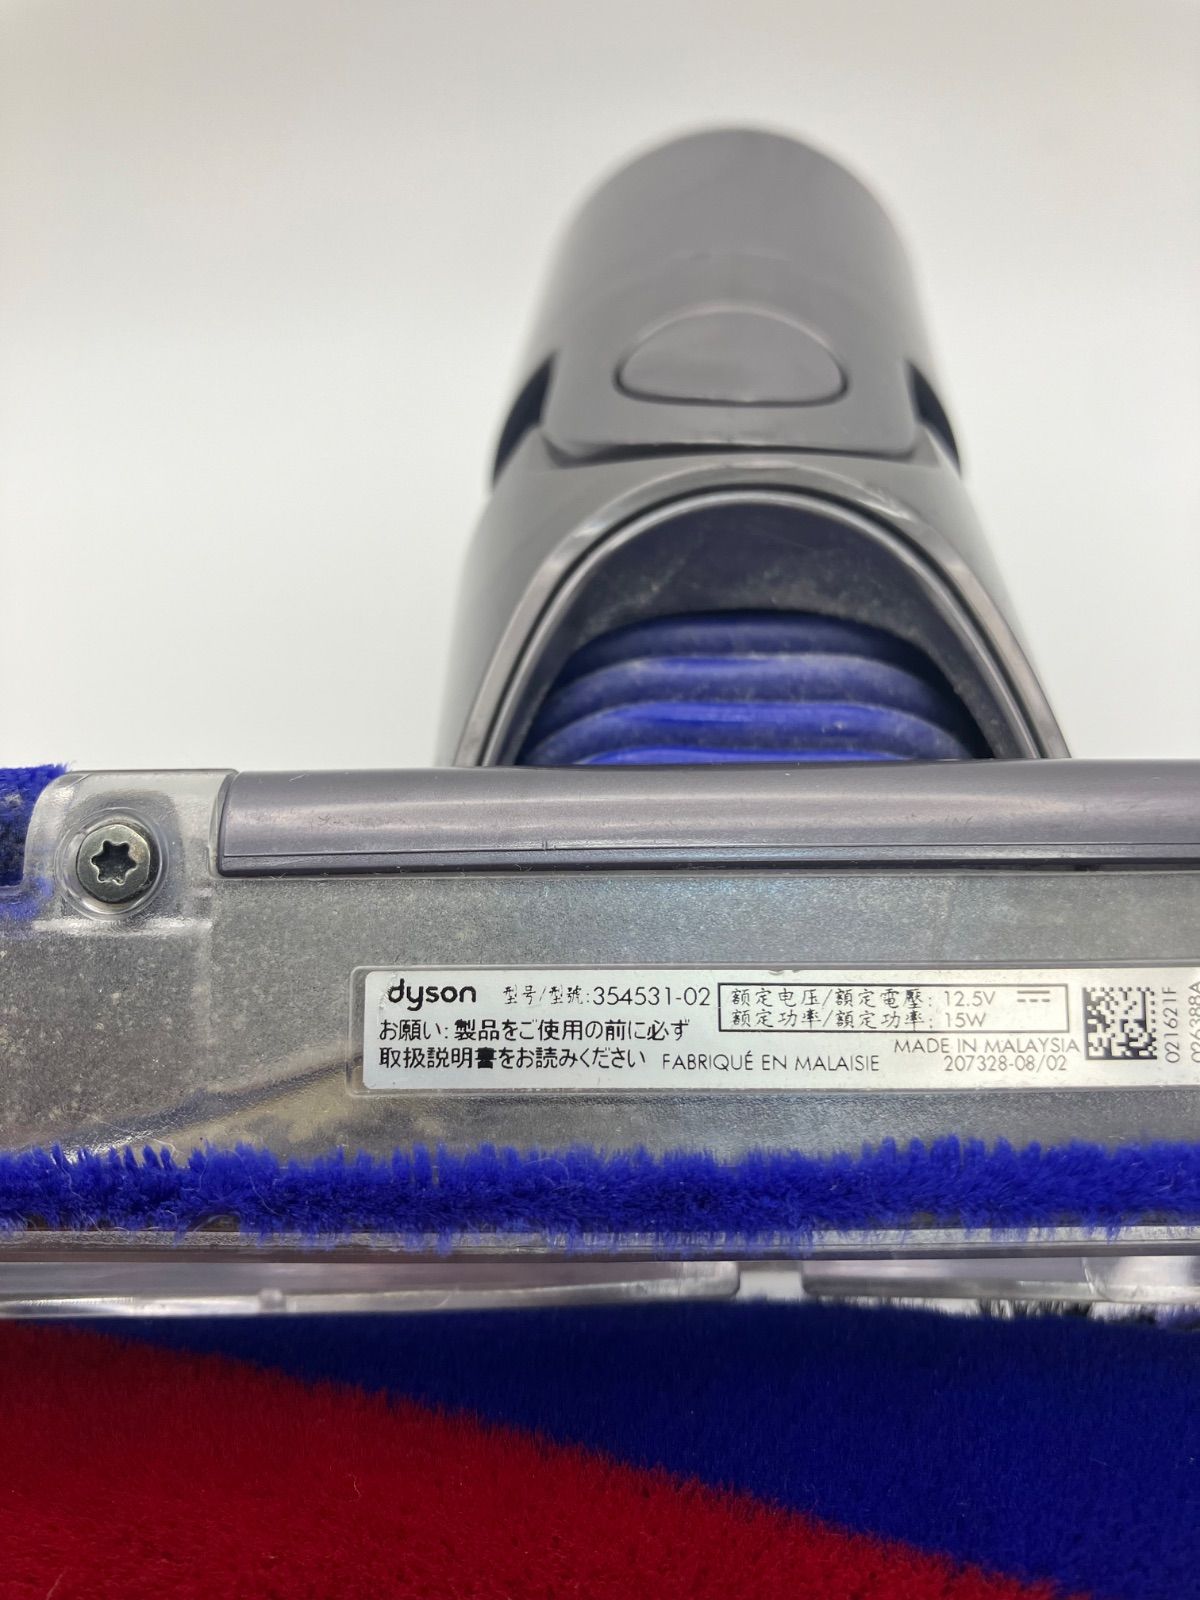 dyson 型号/型號:354531-02
额定电压/額定電壓: 12.5V ⎓
额定功率/額定功率: 15W
お願い: 製品をご使用の前に必ず
取扱説明書をお読みください FABRIQUÉ EN MALAISIE
MADE IN MALAYSIA
207328-08/02
021621F